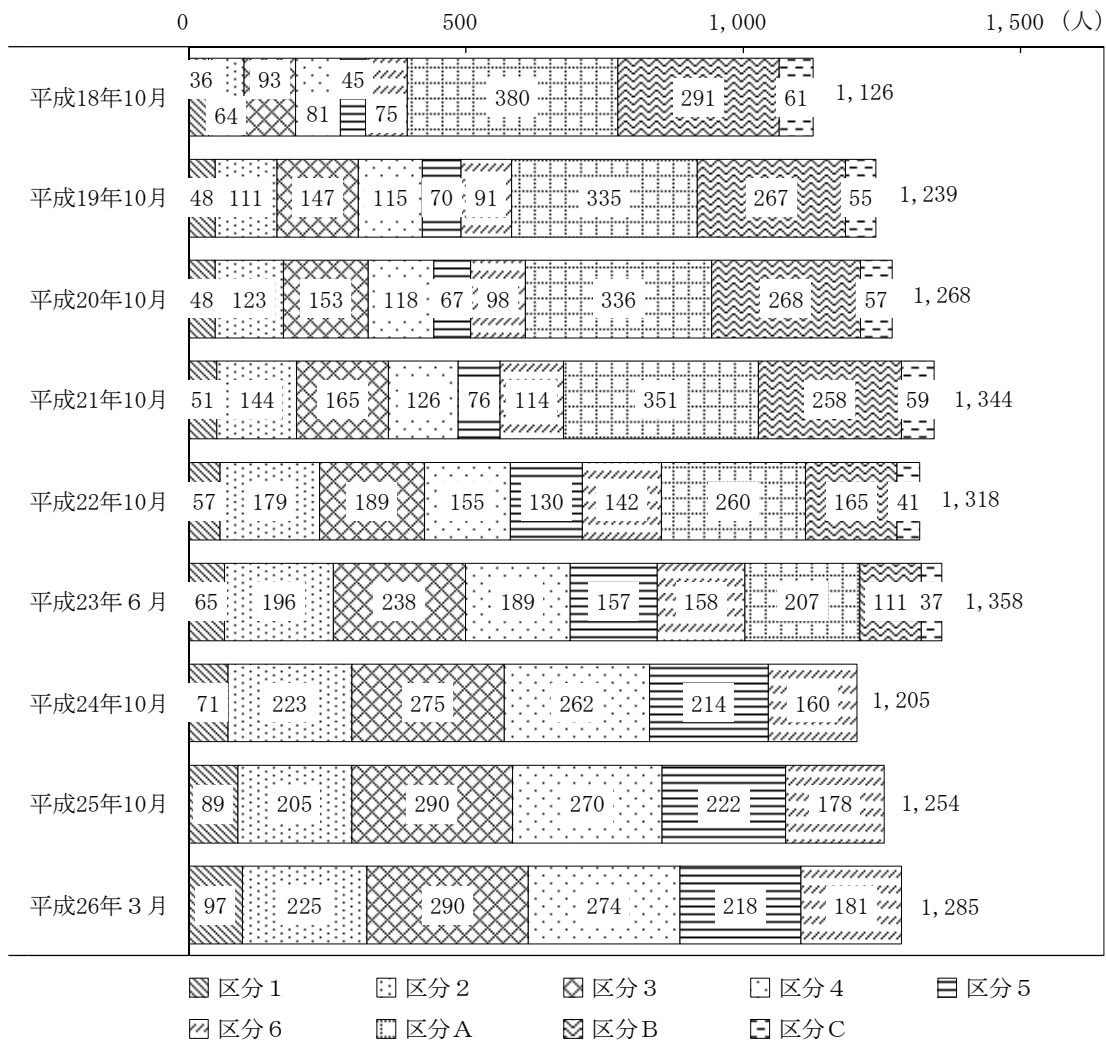 0 500 1,000 1,500 (人)
36 93 45
平成18年10月 64 81 75 380 291 61 1,126
平成19年10月 48 111 147 115 70 91 335 267 55 1,239
平成20年10月 48 123 153 118 67 98 336 268 57 1,268
平成21年10月 51 144 165 126 76 114 351 258 59 1,344
平成22年10月 57 179 189 155 130 142 260 165 41 1,318
平成23年6月 65 196 238 189 157 158 207 111 37 1,358
平成24年10月 71 223 275 262 214 160 1,205
平成25年10月 89 205 290 270 222 178 1,254
平成26年3月 97 225 290 274 218 181 1,285
区分1 区分2 区分3 区分4 区分5
区分6 区分A 区分B 区分C